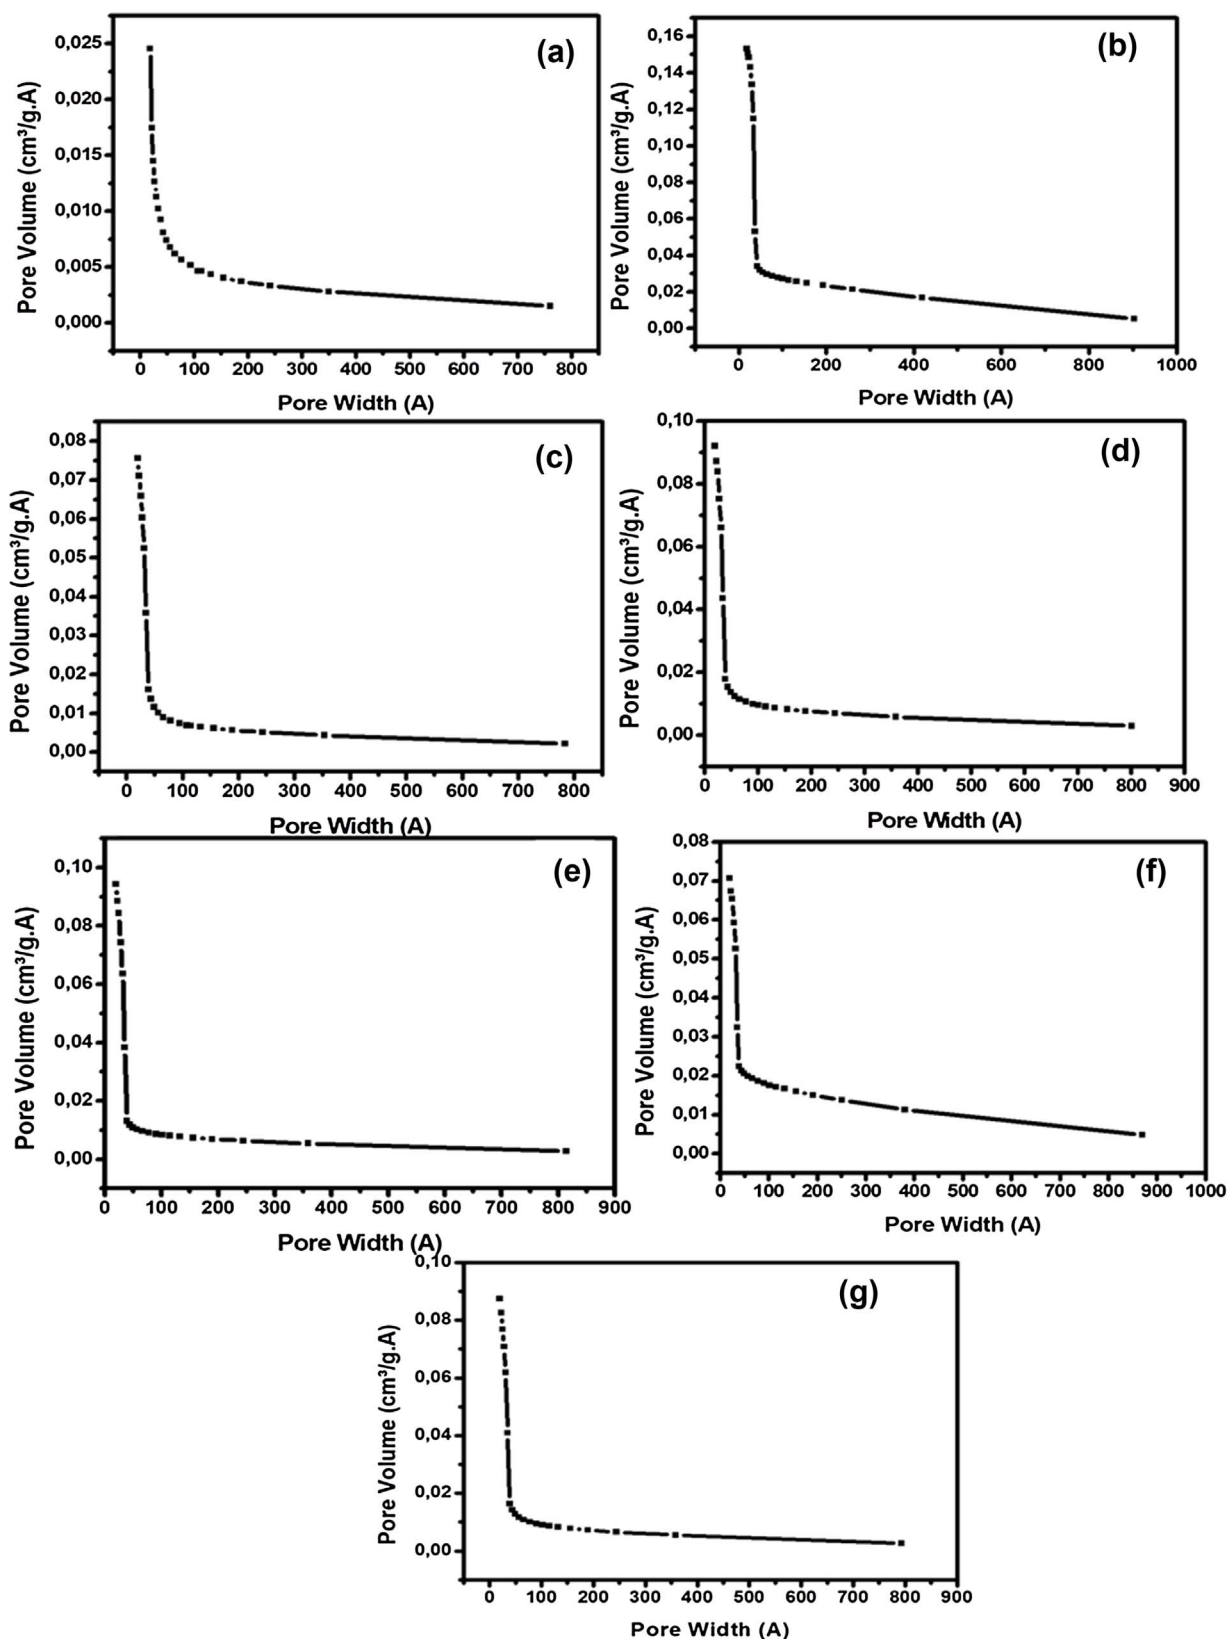 (a)
Pore Volume (cm³/g.A)
0,025
0,020
0,015
0,010
0,005
0,000
0 100 200 300 400 500 600 700 800
Pore Width (A)
(b)
Pore Volume (cm³/g.A)
0,16
0,14
0,12
0,10
0,08
0,06
0,04
0,02
0,00
0 200 400 600 800 1000
Pore Width (A)
(c)
Pore Volume (cm³/g.A)
0,08
0,07
0,06
0,05
0,04
0,03
0,02
0,01
0,00
0 100 200 300 400 500 600 700 800
Pore Width (A)
(d)
Pore Volume (cm³/g.A)
0,10
0,08
0,06
0,04
0,02
0,00
0 100 200 300 400 500 600 700 800 900
Pore Width (A)
(e)
Pore Volume (cm³/g.A)
0,10
0,08
0,06
0,04
0,02
0,00
0 100 200 300 400 500 600 700 800 900
Pore Width (A)
(f)
Pore Volume (cm³/g.A)
0,08
0,07
0,06
0,05
0,04
0,03
0,02
0,01
0,00
0 100 200 300 400 500 600 700 800 900 1000
Pore Width (A)
(g)
Pore Volume (cm³/g.A)
0,10
0,08
0,06
0,04
0,02
0,00
0 100 200 300 400 500 600 700 800 900
Pore Width (A)